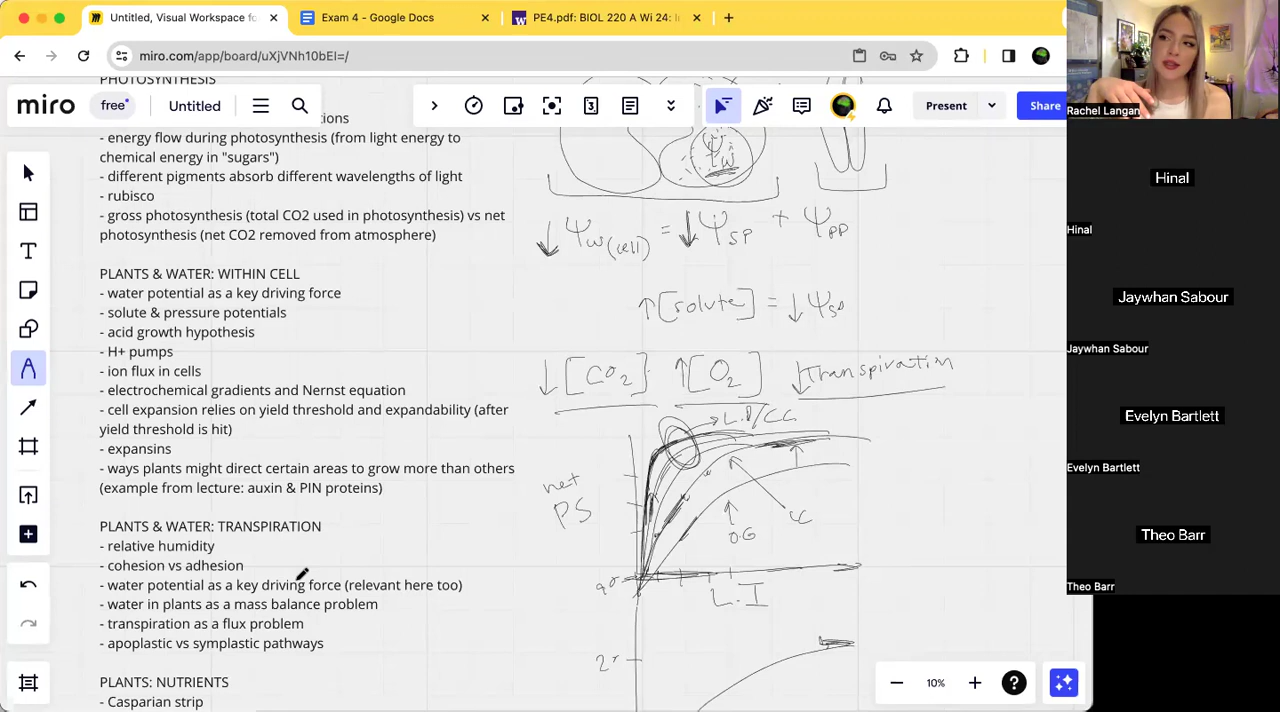 Untitled, Visual Workspace fo
Exam 4 - Google Docs
PE4.pdf: BIOL 220 A Wi 24: I
miro.com/app/board/uXjVNh10bEI=/
miro
free
Untitled
Present
Share
PHOTOSYNTHESIS
tions
- energy flow during photosynthesis (from light energy to
chemical energy in "sugars")
- different pigments absorb different wavelengths of light
- rubisco
- gross photosynthesis (total CO2 used in photosynthesis) vs net
photosynthesis (net CO2 removed from atmosphere)
PLANTS & WATER: WITHIN CELL
- water potential as a key driving force
- solute & pressure potentials
- acid growth hypothesis
- H+ pumps
- ion flux in cells
- electrochemical gradients and Nernst equation
- cell expansion relies on yield threshold and expandability (after
yield threshold is hit)
- expansins
- ways plants might direct certain areas to grow more than others
(example from lecture: auxin & PIN proteins)
PLANTS & WATER: TRANSPIRATION
- relative humidity
- cohesion vs adhesion
- water potential as a key driving force (relevant here too)
- water in plants as a mass balance problem
- transpiration as a flux problem
- apoplastic vs symplastic pathways
PLANTS: NUTRIENTS
- Casparian strip
Ψw
↓ Ψw(cell) = ↓ Ψsp + Ψpp
↑ [solute] = ↓ Ψsp
↓ [CO2] ↑ [O2] ↓ Transpiration
net
PS
O.G
L.I
10%
Rachel Langan
Hinal
Hinal
Jaywhan Sabour
Jaywhan Sabour
Evelyn Bartlett
Evelyn Bartlett
Theo Barr
Theo Barr